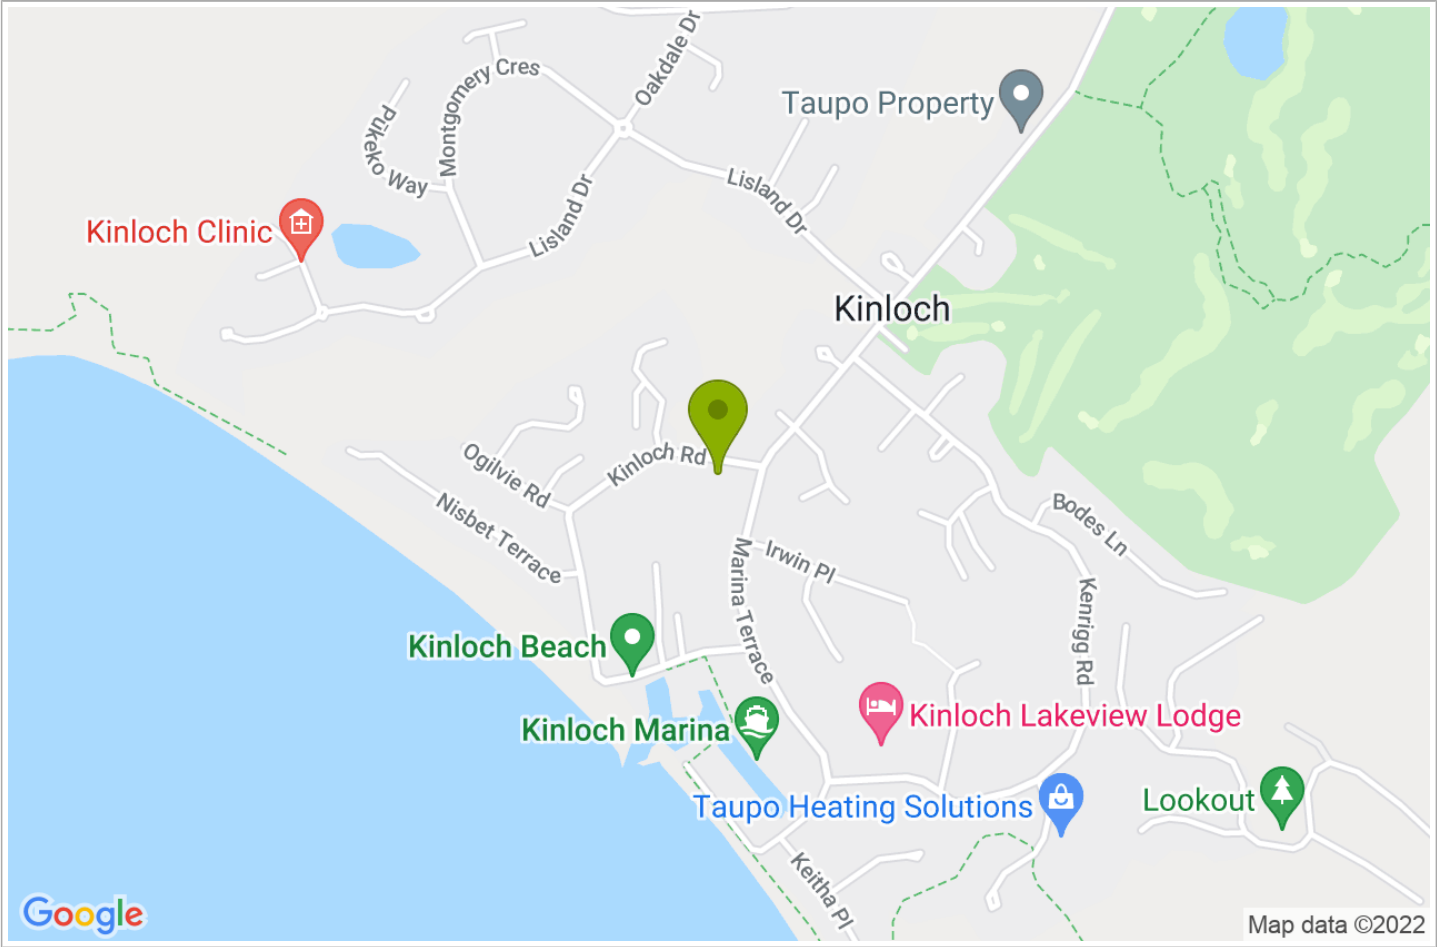 Oakdale Dr
Montgomery Cres
Taupo Property
Pūkeko Way
Lisland Dr
Lisland Dr
Kinloch Clinic
Kinloch
Kinloch Rd
Ogilvie Rd
Nisbet Terrace
Bodes Ln
Irwin Pl
Marina Terrace
Kenrigg Rd
Kinloch Beach
Kinloch Marina
Kinloch Lakeview Lodge
Taupo Heating Solutions
Lookout
Keitha Pl
Google
Map data ©2022